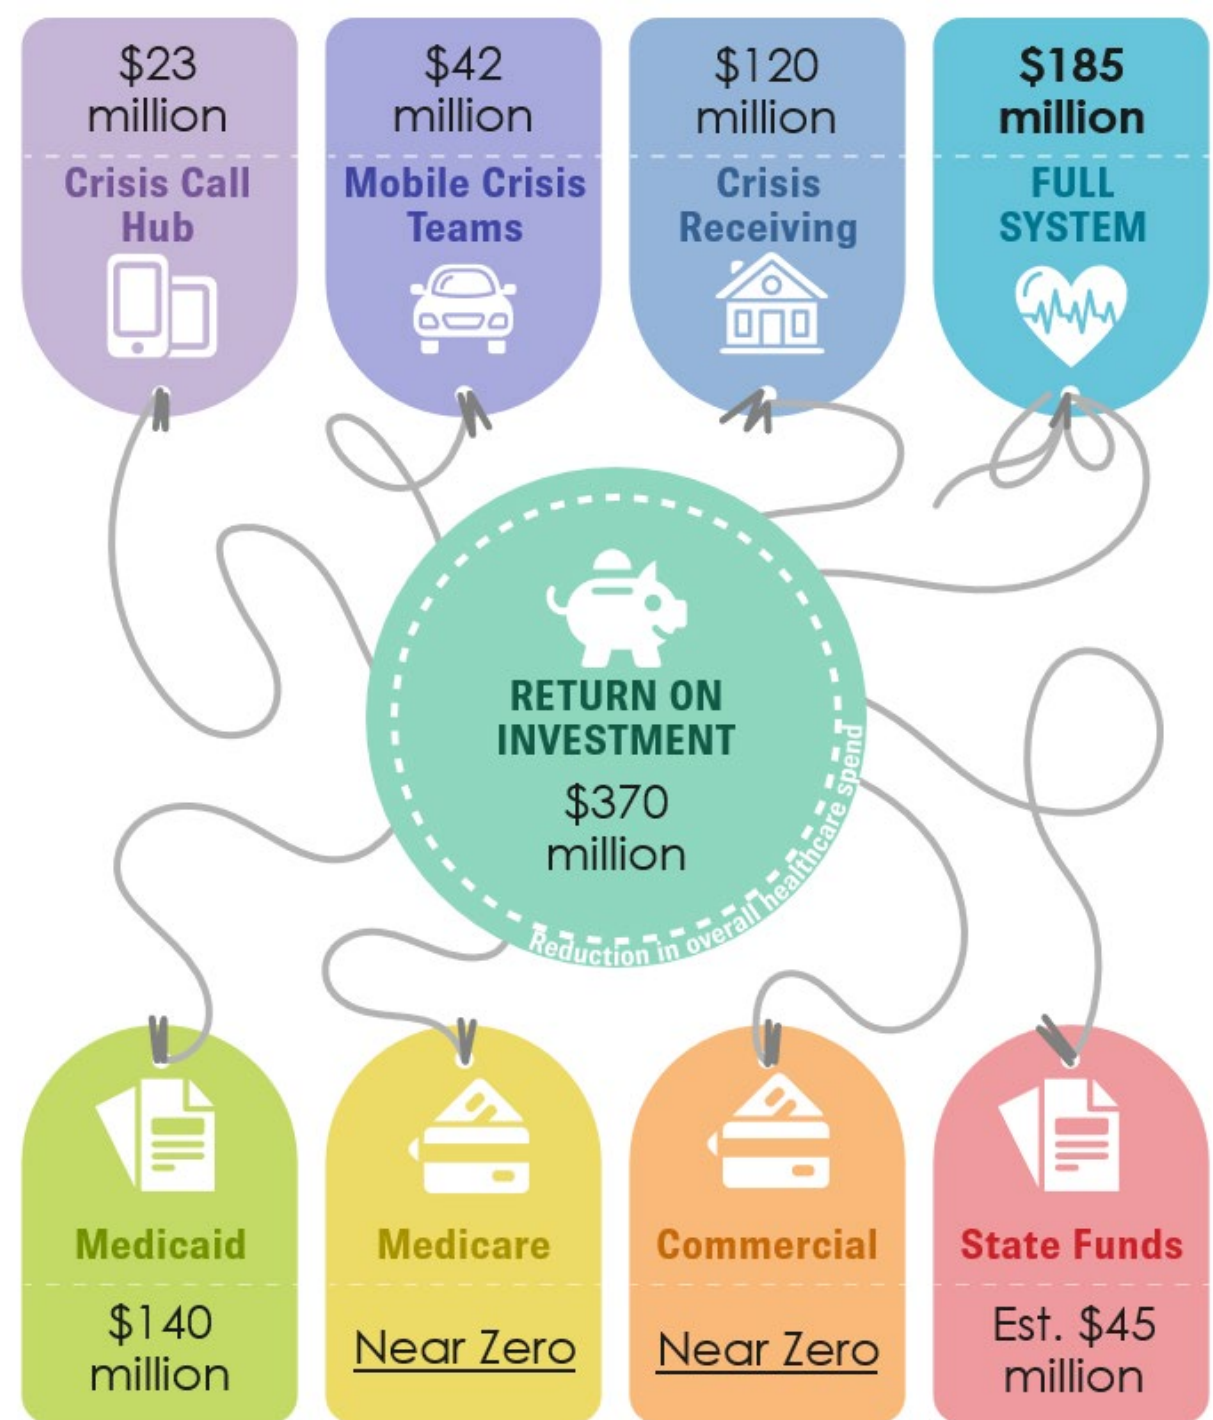 $23
million
Crisis Call
Hub
$42
million
Mobile Crisis
Teams
$120
million
Crisis
Receiving
$185
million
FULL
SYSTEM
RETURN ON
INVESTMENT
$370
million
Reduction in overall healthcare spend
Medicaid
$140
million
Medicare
Near Zero
Commercial
Near Zero
State Funds
Est. $45
million